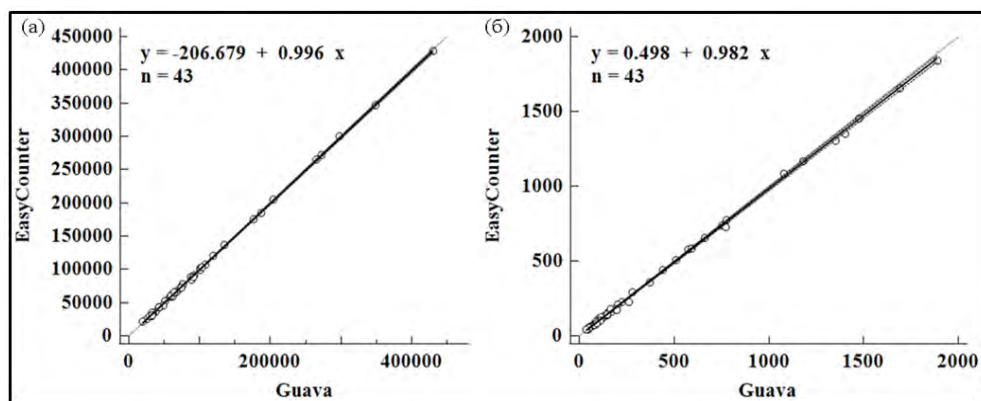 (а)
y = -206.679 + 0.996 x
n = 43
450000
400000
350000
300000
250000
200000
150000
100000
50000
0
EasyCounter
0
200000
400000
Guava
(б)
y = 0.498 + 0.982 x
n = 43
2000
1500
1000
500
0
EasyCounter
0
500
1000
1500
2000
Guava